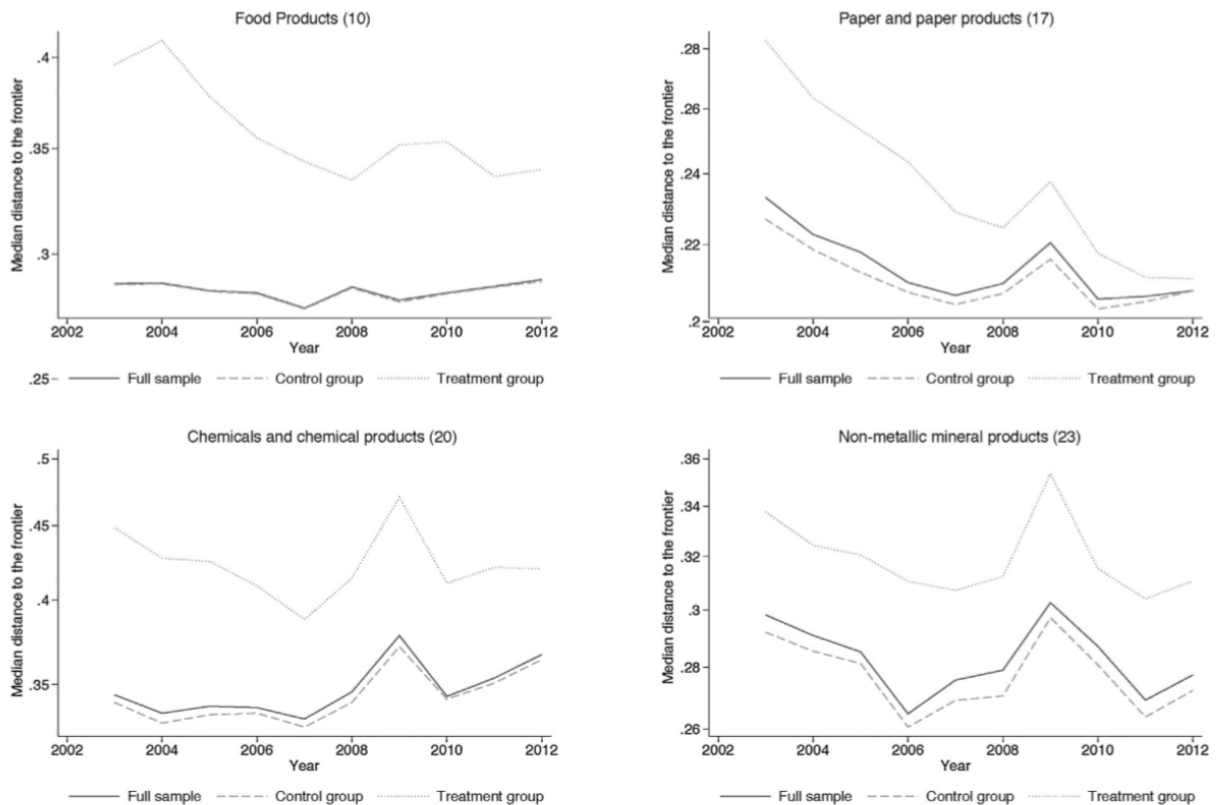 Food Products (10)
Median distance to the frontier
.4
.35
.3
.25
2002 2004 2006 2008 2010 2012
Year
Full sample Control group Treatment group
Paper and paper products (17)
Median distance to the frontier
.28
.26
.24
.22
.2
2002 2004 2006 2008 2010 2012
Year
Full sample Control group Treatment group
Chemicals and chemical products (20)
Median distance to the frontier
.5
.45
.4
.35
2002 2004 2006 2008 2010 2012
Year
Full sample Control group Treatment group
Non-metallic mineral products (23)
Median distance to the frontier
.36
.34
.32
.3
.28
.26
2002 2004 2006 2008 2010 2012
Year
Full sample Control group Treatment group